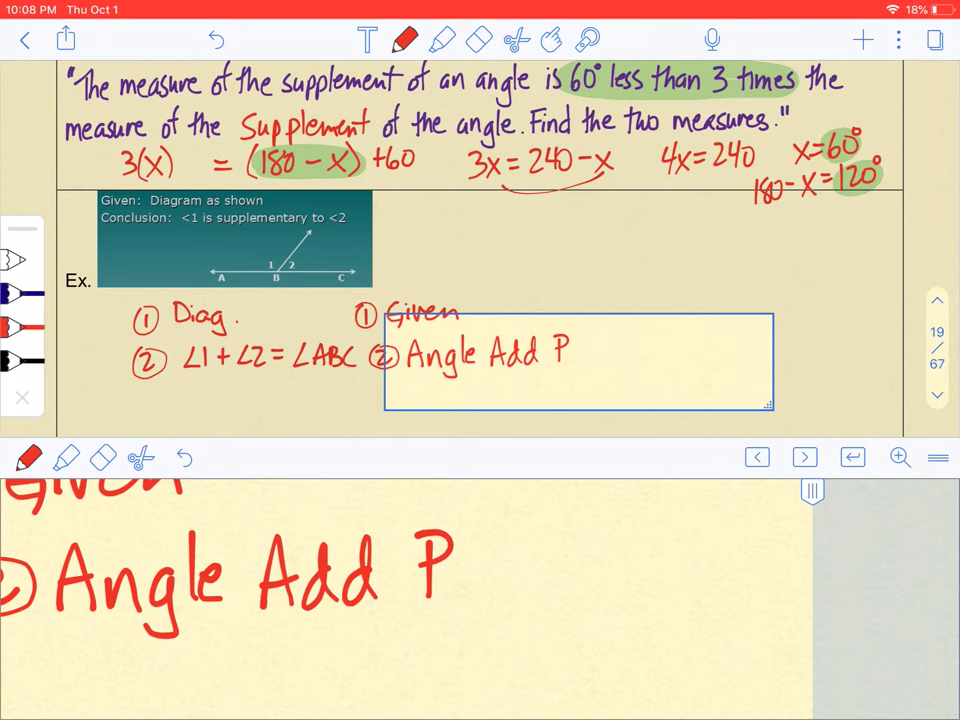 10:08 PM Thu Oct 1
18%
"The measure of the supplement of an angle is 60° less than 3 times the
measure of the Supplement of the angle. Find the two measures."
3(x) = (180 - x) +60 3x = 240 - x 4x = 240 x = 60°
180 - x = 120°
Given: Diagram as shown
Conclusion: <1 is supplementary to <2
1 2
A B C
Ex.
① Diag. ① Given
② ∠1 + ∠2 = ∠ABC ② Angle Add P
19
/
67
Given
② Angle Add P